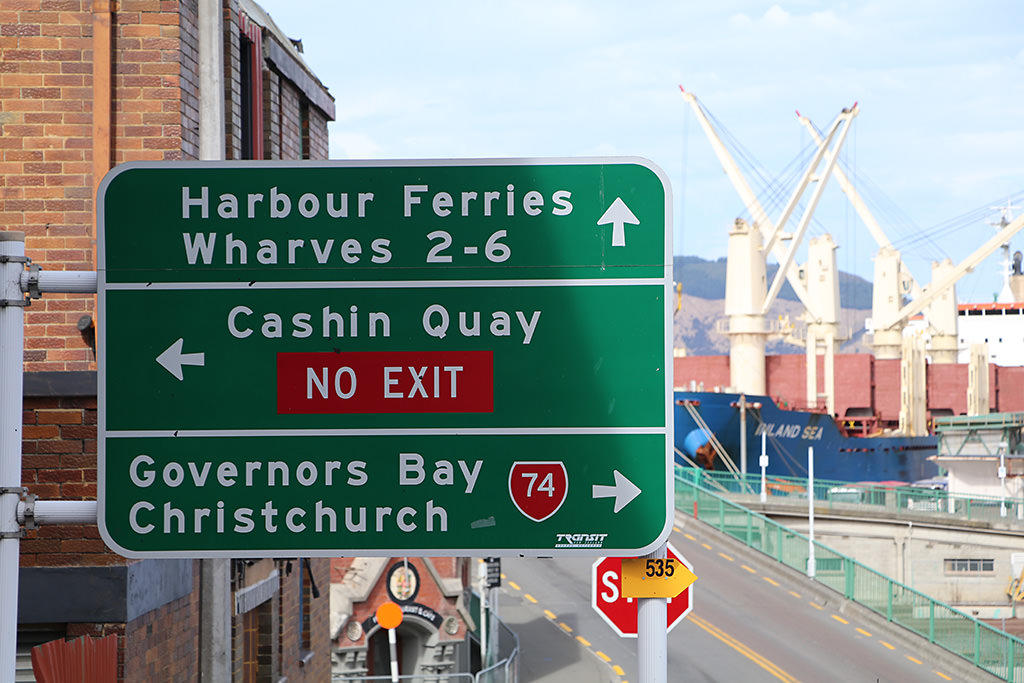 Harbour Ferries
Wharves 2-6
Cashin Quay
NO EXIT
Governors Bay
Christchurch
74
TRANSIT
INLAND SEA
535
S